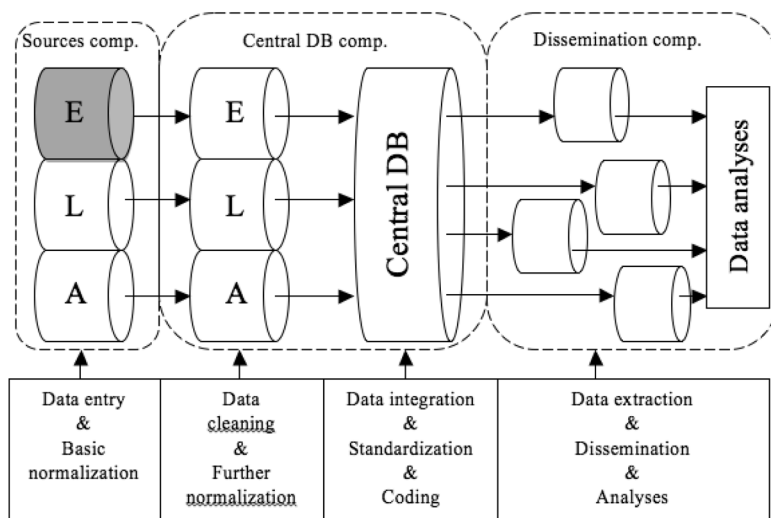 Sources comp.
Central DB comp.
Dissemination comp.
E
L
A
E
L
A
Central DB
Data analyses
Data entry
&
Basic
normalization
Data
cleaning
&
Further
normalization
Data integration
&
Standardization
&
Coding
Data extraction
&
Dissemination
&
Analyses